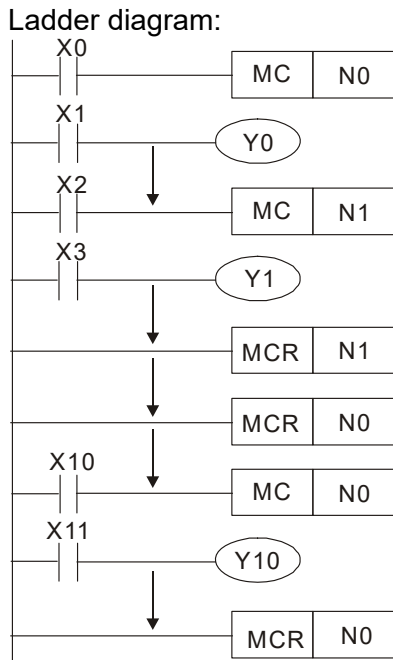 Ladder diagram:
X0
MC N0
X1
Y0
X2
MC N1
X3
Y1
MCR N1
MCR N0
X10
MC N0
X11
Y10
MCR N0